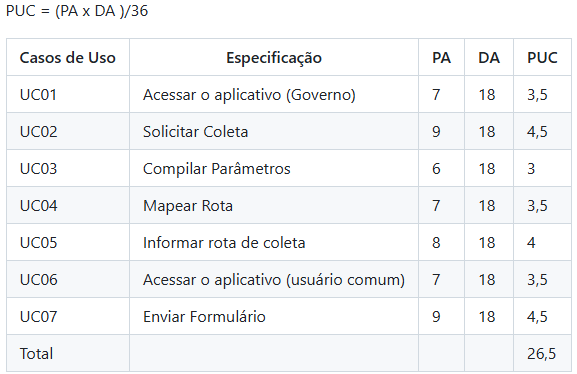 PUC = (PA x DA )/36
Casos de Uso Especificação PA DA PUC
UC01 Acessar o aplicativo (Governo) 7 18 3,5
UC02 Solicitar Coleta 9 18 4,5
UC03 Compilar Parâmetros 6 18 3
UC04 Mapear Rota 7 18 3,5
UC05 Informar rota de coleta 8 18 4
UC06 Acessar o aplicativo (usuário comum) 7 18 3,5
UC07 Enviar Formulário 9 18 4,5
Total 26,5